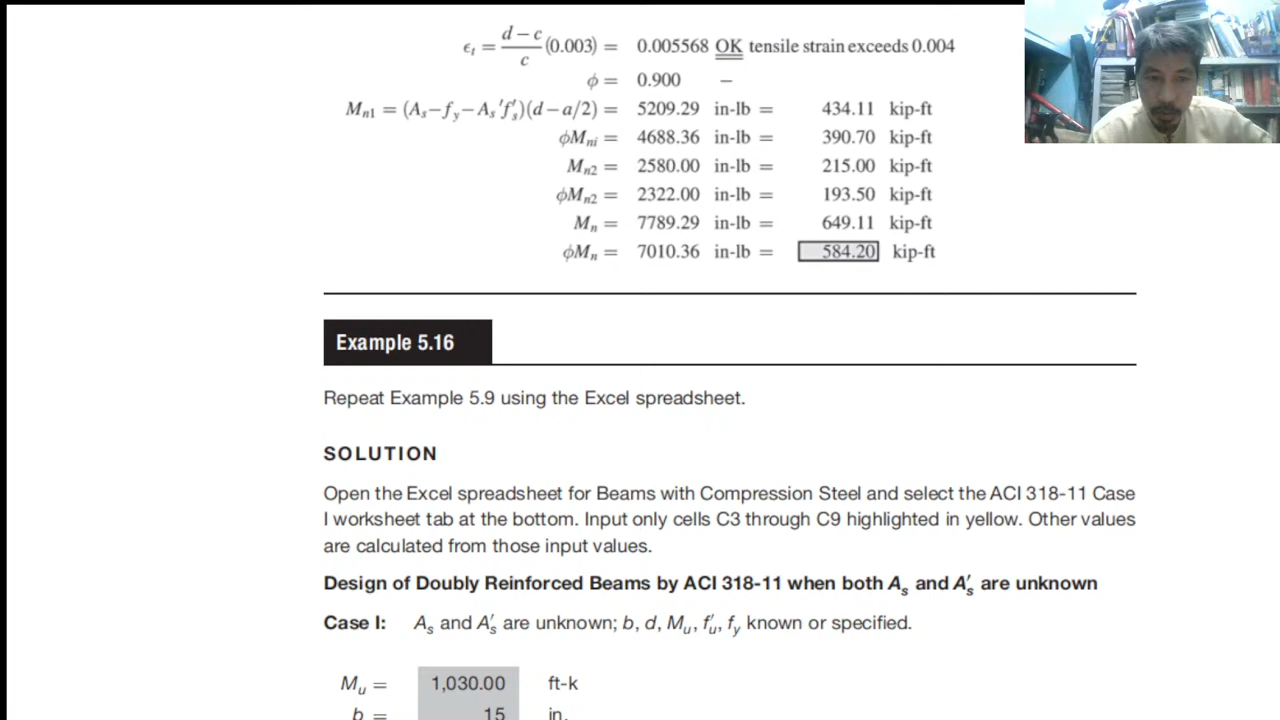 ϵt = d − c / c (0.003) = 0.005568 OK tensile strain exceeds 0.004
ϕ = 0.900 –
Mn1 = (As−fy−As′fs′)(d−a/2) = 5209.29 in-lb = 434.11 kip-ft
ϕMni = 4688.36 in-lb = 390.70 kip-ft
Mn2 = 2580.00 in-lb = 215.00 kip-ft
ϕMn2 = 2322.00 in-lb = 193.50 kip-ft
Mn = 7789.29 in-lb = 649.11 kip-ft
ϕMn = 7010.36 in-lb = 584.20 kip-ft
Example 5.16
Repeat Example 5.9 using the Excel spreadsheet.
SOLUTION
Open the Excel spreadsheet for Beams with Compression Steel and select the ACI 318-11 Case
I worksheet tab at the bottom. Input only cells C3 through C9 highlighted in yellow. Other values
are calculated from those input values.
Design of Doubly Reinforced Beams by ACI 318-11 when both As and A′s are unknown
Case I: As and A′s are unknown; b, d, Mu, f′u, fy known or specified.
Mu = 1,030.00 ft-k
b = 15 in.